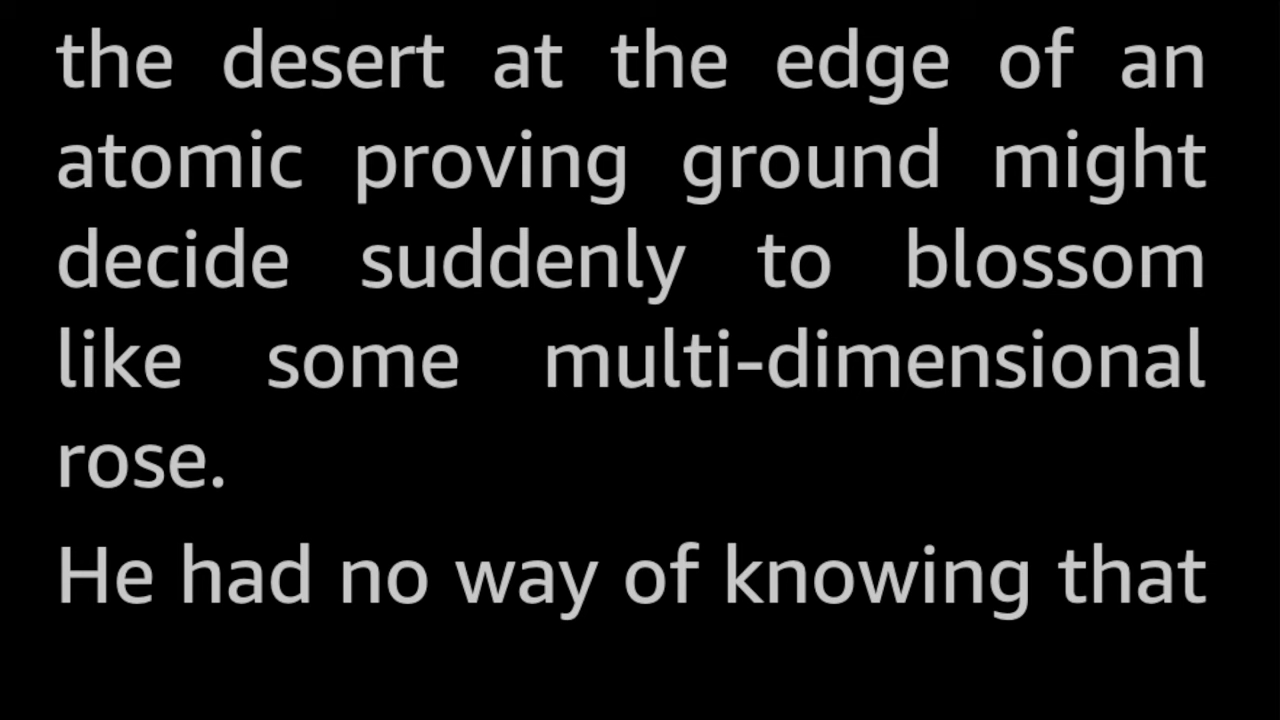 the desert at the edge of an
atomic proving ground might
decide suddenly to blossom
like some multi-dimensional
rose.
He had no way of knowing that